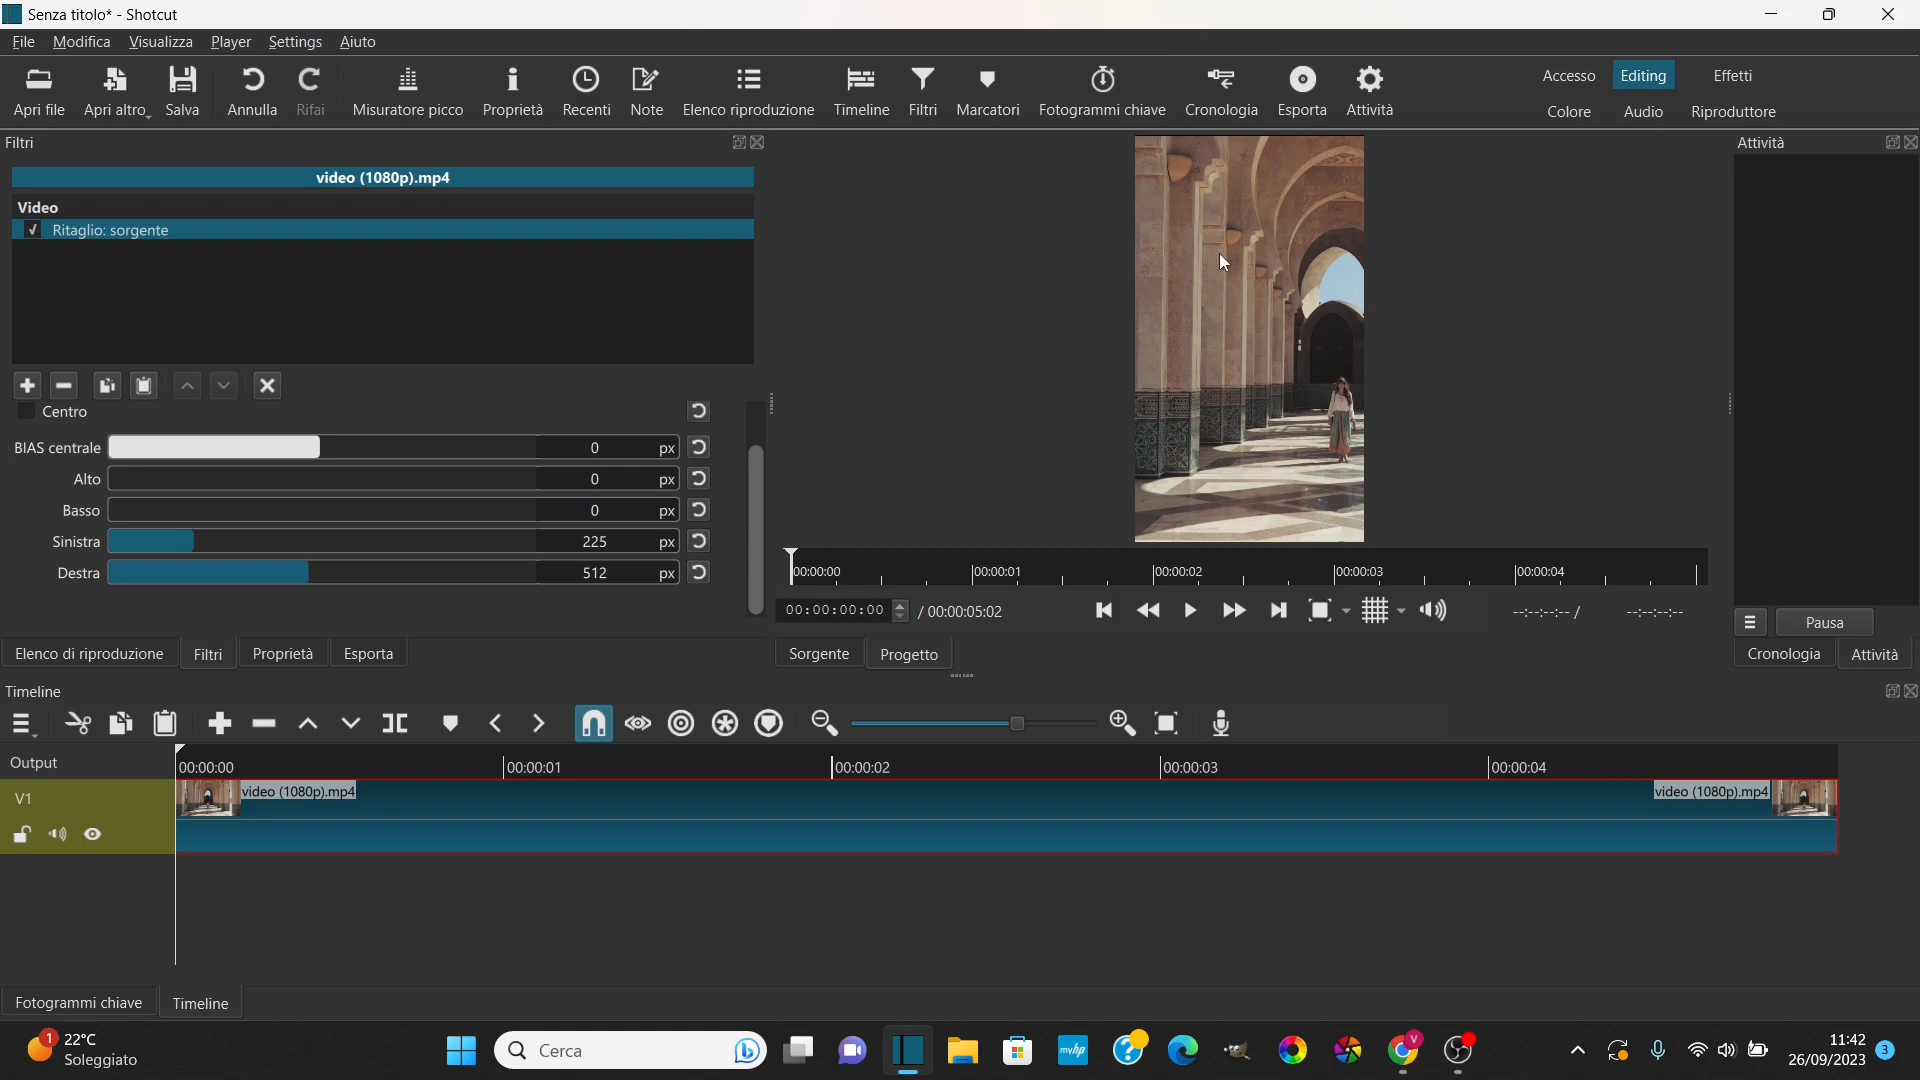 Senza titolo* - Shotcut
File Modifica Visualizza Player Settings Aiuto
Apri file Apri altro Salva Annulla Rifai Misuratore picco Proprietà Recenti Note Elenco riproduzione Timeline Filtri Marcatori Fotogrammi chiave Cronologia Esporta Attività
Accesso Editing Effetti
Colore Audio Riproduttore
Filtri
video (1080p).mp4
Video
Ritaglio: sorgente
Centro
BIAS centrale 0 px
Alto 0 px
Basso 0 px
Sinistra 225 px
Destra 512 px
Elenco di riproduzione Filtri Proprietà Esporta
00:00:00 00:00:01 00:00:02 00:00:03 00:00:04
00:00:00:00 / 00:00:05:02 --:--:--:-- / --:--:--:--
Sorgente Progetto
Attività
Pausa
Cronologia Attività
Timeline
Output
00:00:00 00:00:01 00:00:02 00:00:03 00:00:04
V1
video (1080p).mp4 video (1080p).mp4
Fotogrammi chiave Timeline
1 22°C
Soleggiato
Cerca
myhp
V
11:42
26/09/2023 3